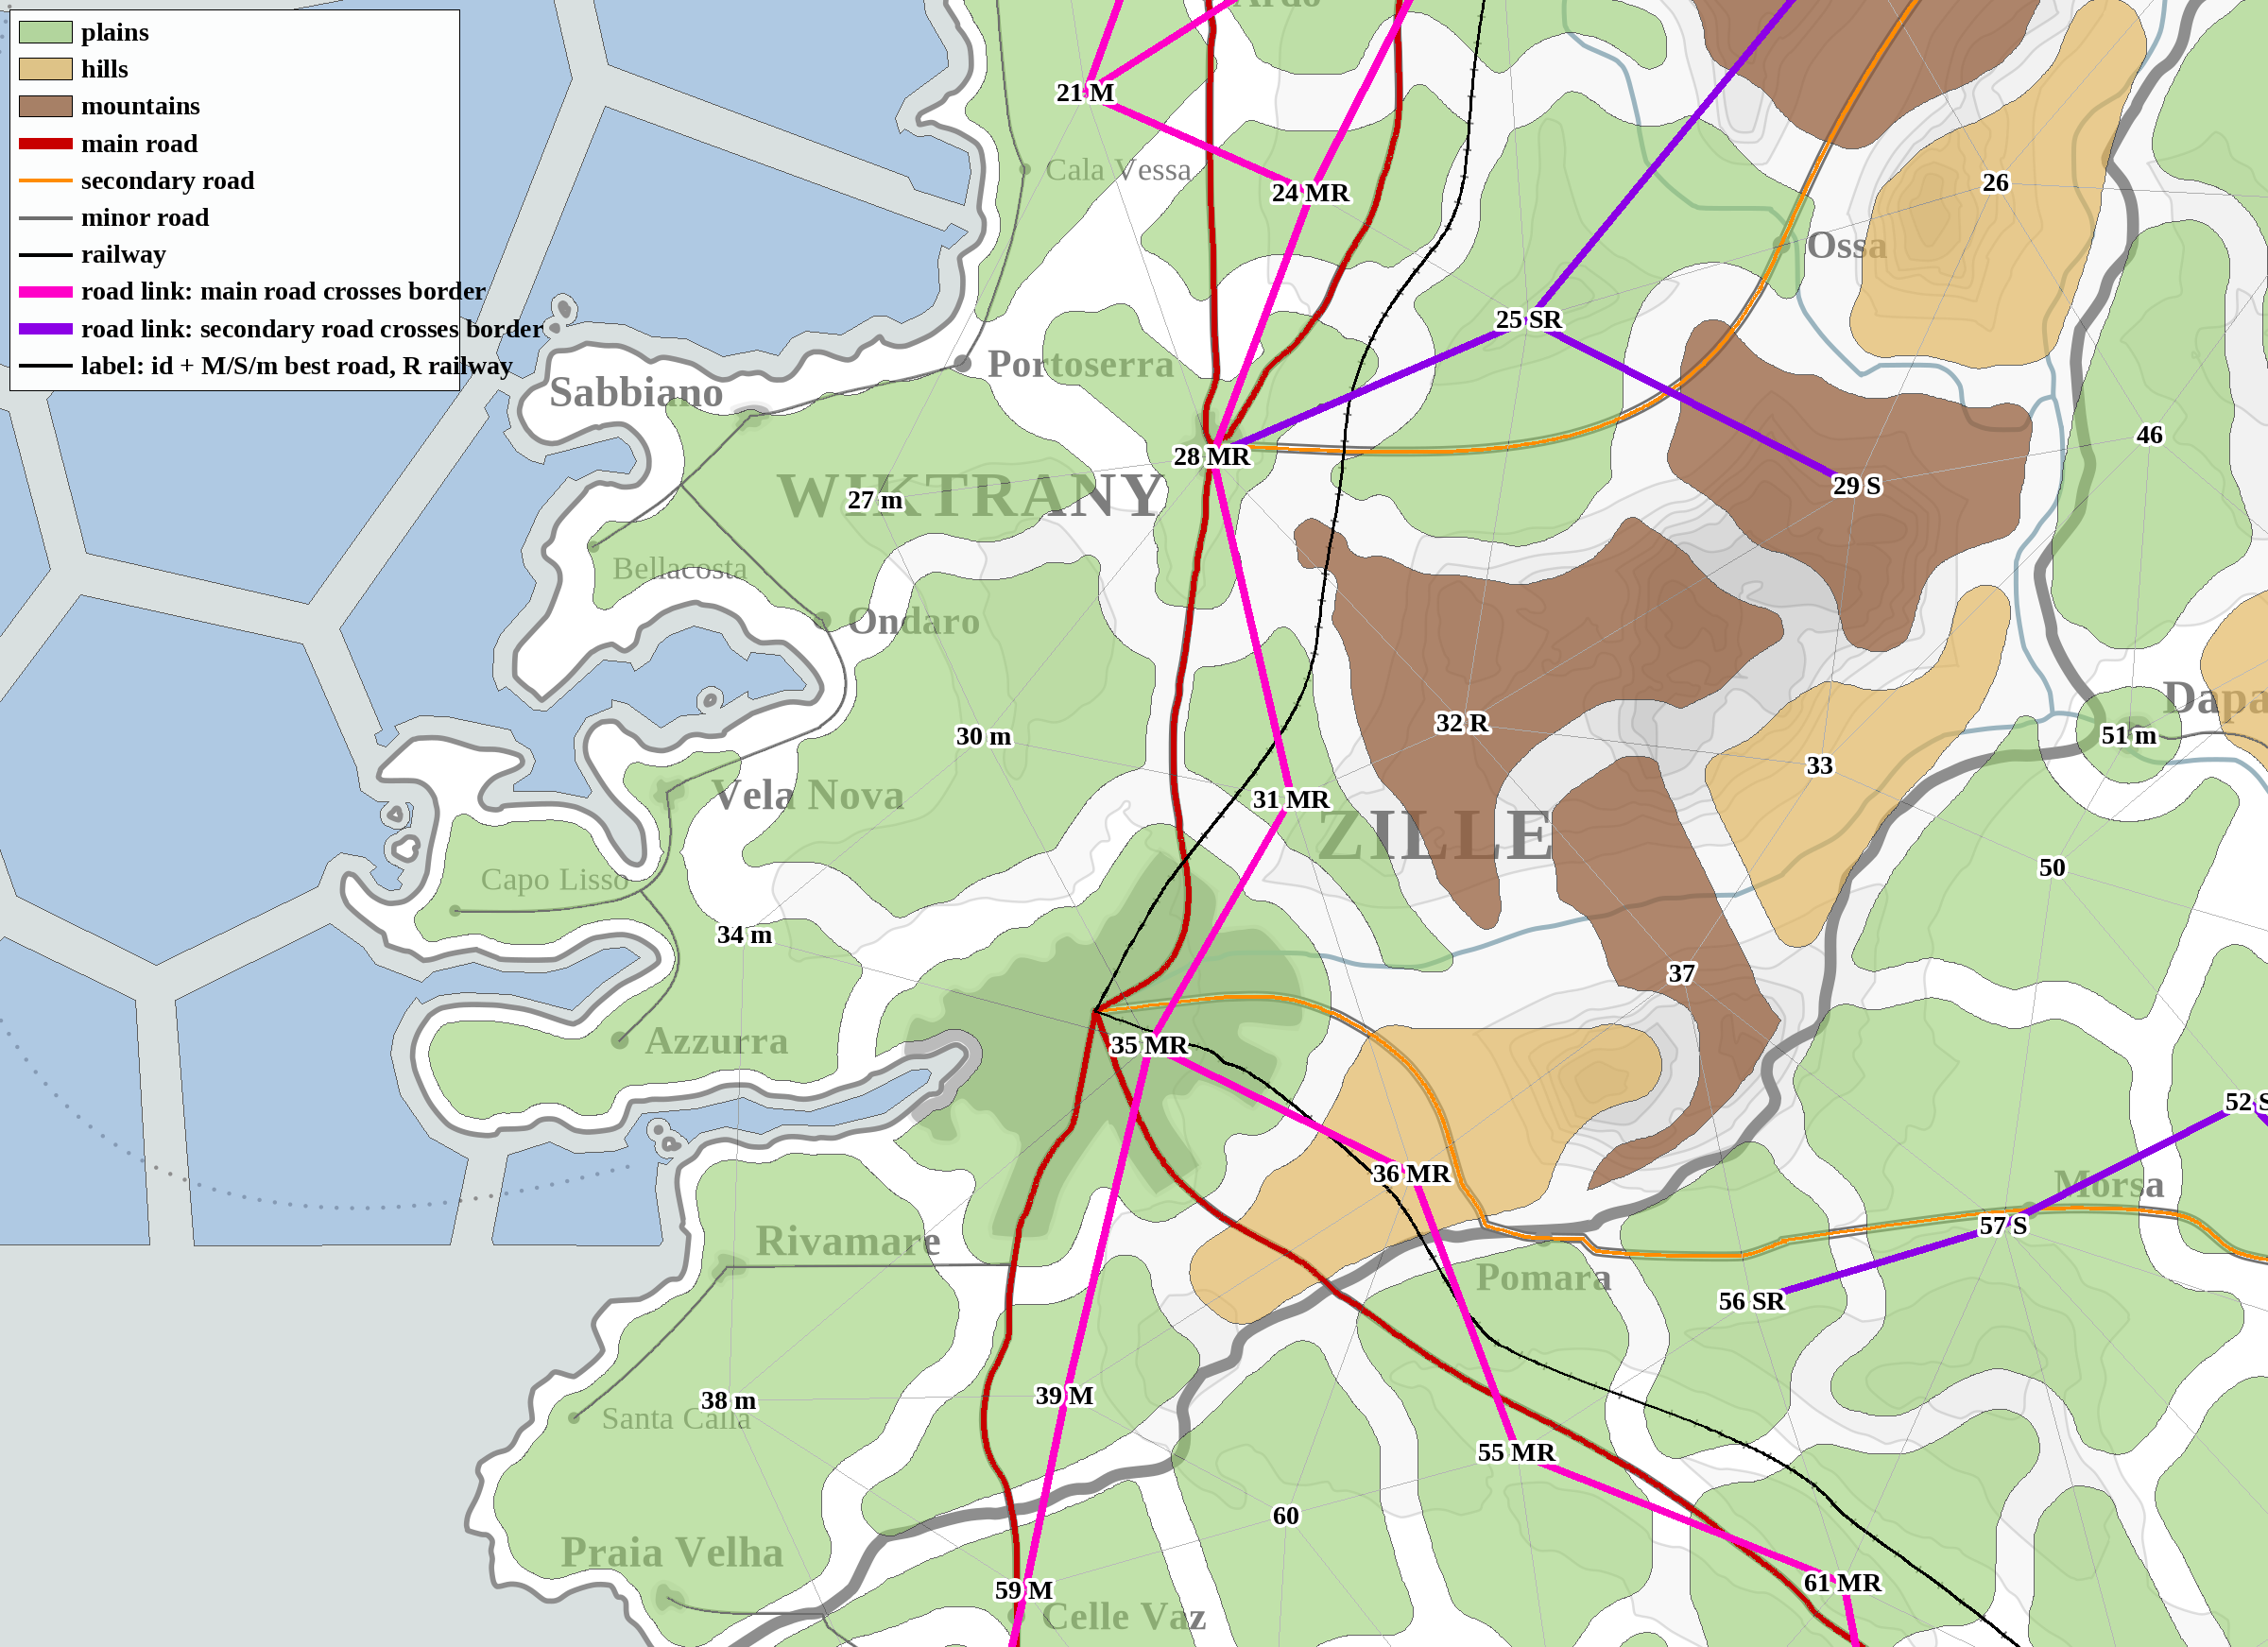 plains
hills
mountains
main road
secondary road
minor road
railway
road link: main road crosses border
road link: secondary road crosses border
label: id + M/S/m best road, R railway
Ardo
21 M
Cala Vessa
24 MR
26
Ossa
25 SR
Portoserra
Sabbiano
46
28 MR
29 S
27 m
WIKTRANY
Bellacosta
Ondaro
32 R
30 m
51 m
33
Vela Nova
31 MR
ZILLE
50
Capo Lisso
34 m
37
Azzurra
35 MR
36 MR
Morsa
57 S
Rivamare
Pomara
56 SR
39 M
38 m
55 MR
60
Praia Velha
61 MR
59 M
Celle Vaz